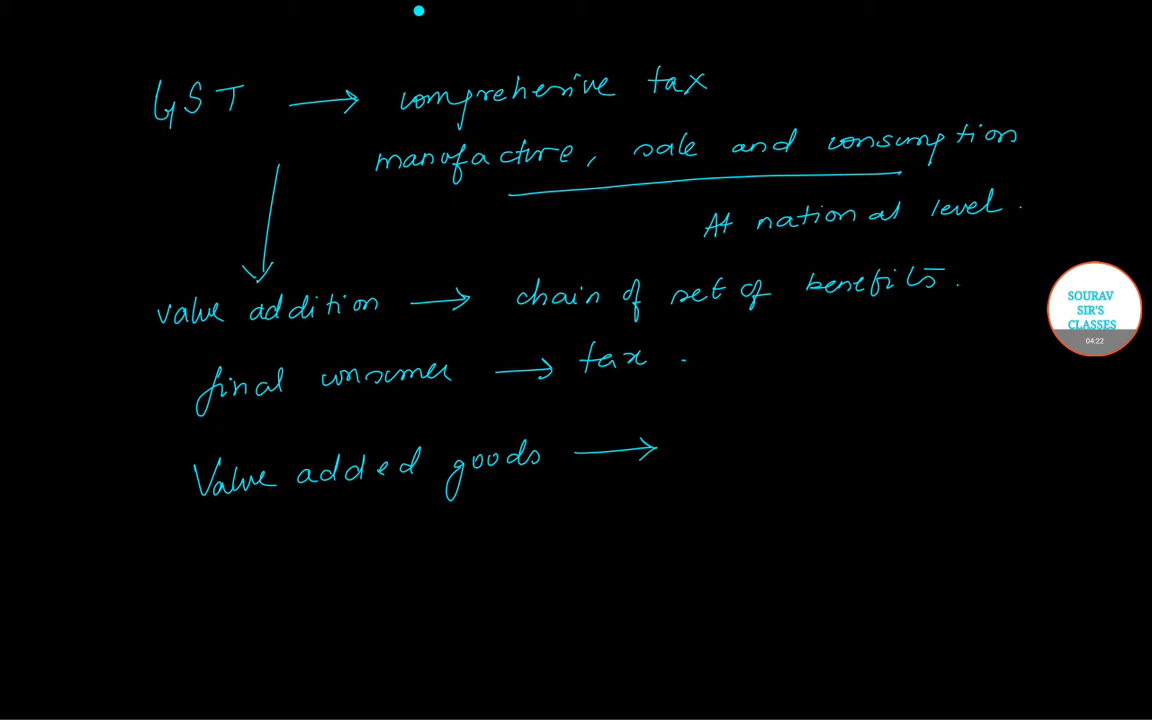 GST → comprehensive tax
manufacture, sale and consumption
At national level.
value addition → chain of set of benefits.
final consumer → tax .
Value added goods →
SOURAV
SIR'S
CLASSES
04:22